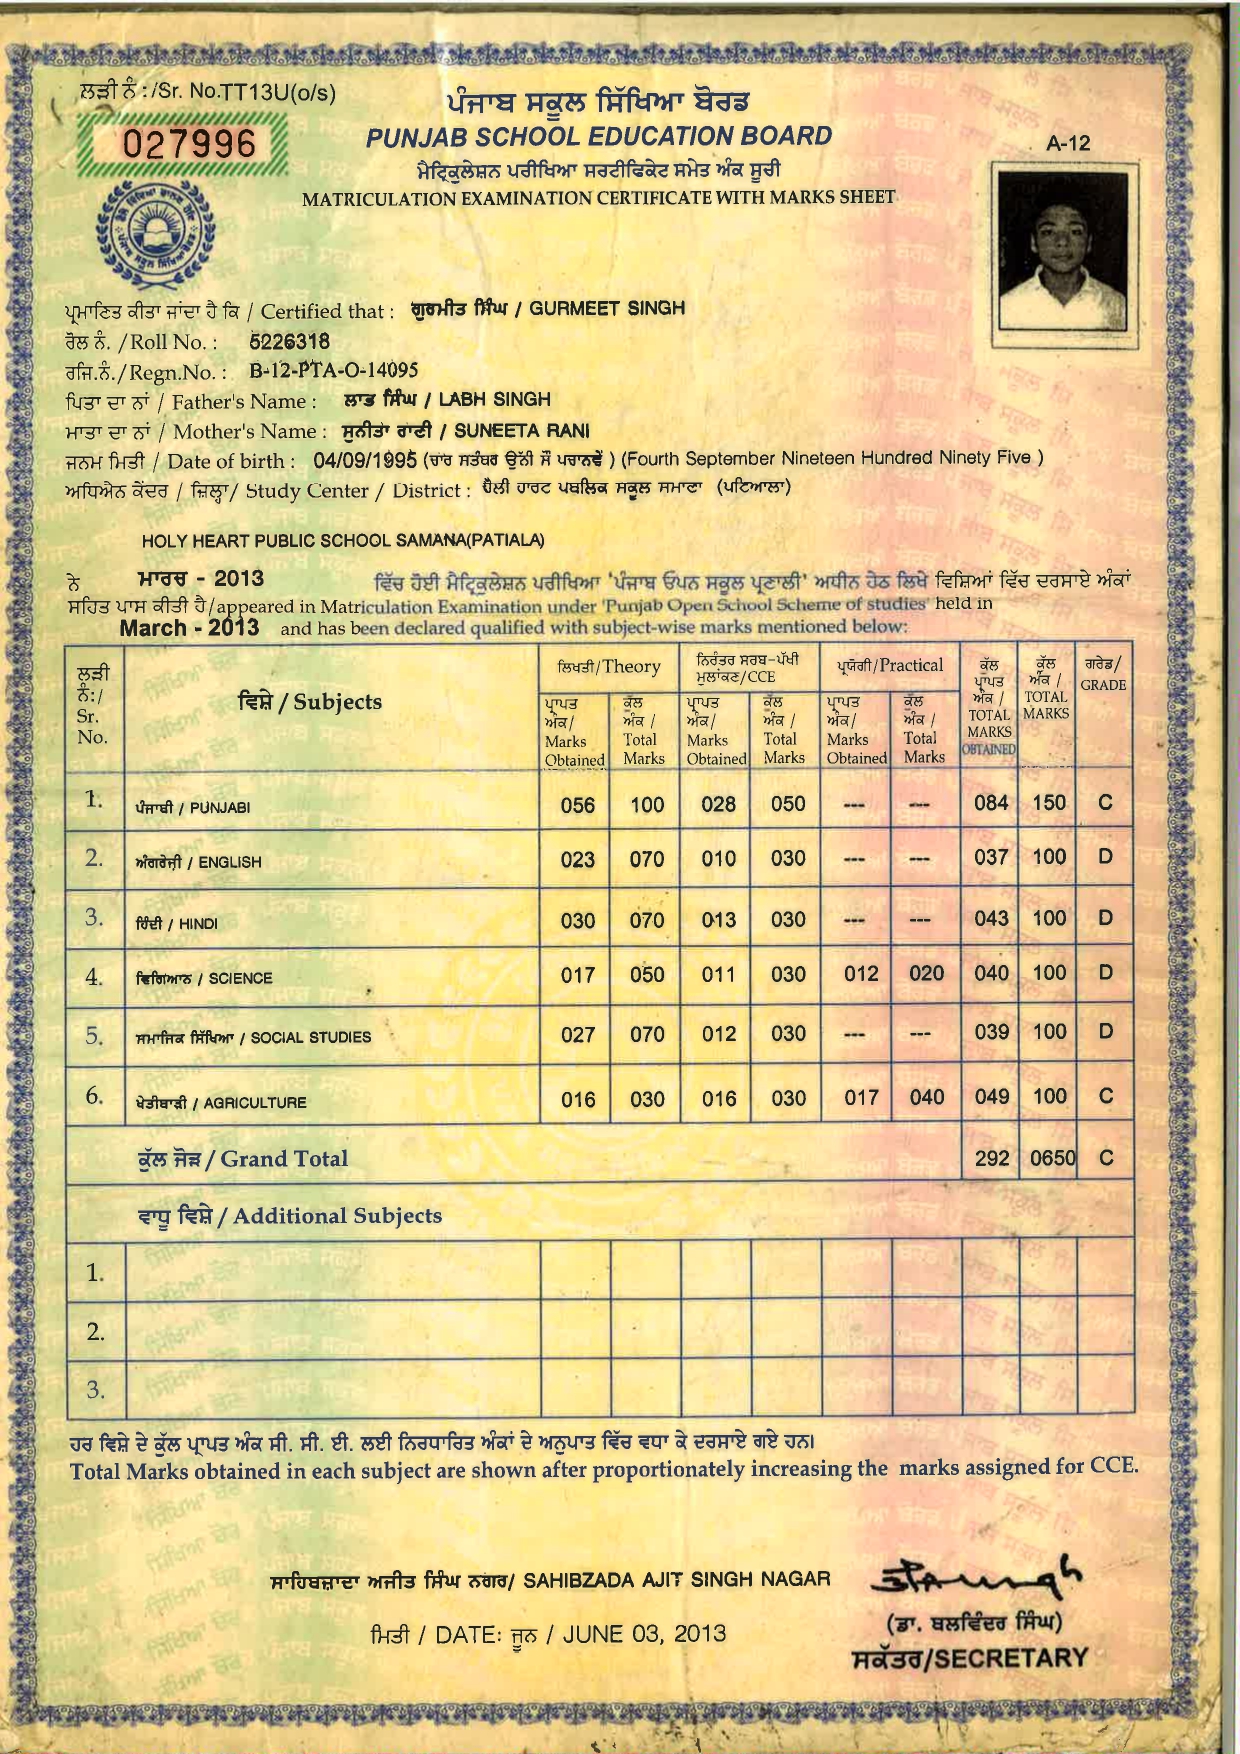 ਲੜੀ ਨੰ :/Sr. No.TT13U(o/s)
027996
ਪੰਜਾਬ ਸਕੂਲ ਸਿੱਖਿਆ ਬੋਰਡ
PUNJAB SCHOOL EDUCATION BOARD
A-12
ਮੈਟ੍ਰਿਕੁਲੇਸ਼ਨ ਪਰੀਖਿਆ ਸਰਟੀਫਿਕੇਟ ਸਮੇਤ ਅੰਕ ਸੂਚੀ
MATRICULATION EXAMINATION CERTIFICATE WITH MARKS SHEET
ਪ੍ਰਮਾਣਿਤ ਕੀਤਾ ਜਾਂਦਾ ਹੈ ਕਿ / Certified that : ਗੁਰਮੀਤ ਸਿੰਘ / GURMEET SINGH
ਰੋਲ ਨੰ. /Roll No. : 5226318
ਰਜਿ.ਨੰ./Regn.No. : B-12-PTA-O-14095
ਪਿਤਾ ਦਾ ਨਾਂ / Father's Name : ਲਾਭ ਸਿੰਘ / LABH SINGH
ਮਾਤਾ ਦਾ ਨਾਂ / Mother's Name : ਸੁਨੀਤਾ ਰਾਣੀ / SUNEETA RANI
ਜਨਮ ਮਿਤੀ / Date of birth : 04/09/1995 (ਚਾਰ ਸਤੰਬਰ ਉਨੀ ਸੌ ਪਚਾਨਵੇਂ ) (Fourth September Nineteen Hundred Ninety Five )
ਅਧਿਐਨ ਕੇਂਦਰ / ਜ਼ਿਲ੍ਹਾ/ Study Center / District : ਹੋਲੀ ਹਾਰਟ ਪਬਲਿਕ ਸਕੂਲ ਸਮਾਣਾ (ਪਟਿਆਲਾ)
HOLY HEART PUBLIC SCHOOL SAMANA(PATIALA)
ਨੇ ਮਾਰਚ - 2013 ਵਿੱਚ ਹੋਈ ਮੈਟ੍ਰਿਕੁਲੇਸ਼ਨ ਪਰੀਖਿਆ 'ਪੰਜਾਬ ਓਪਨ ਸਕੂਲ ਪ੍ਰਣਾਲੀ' ਅਧੀਨ ਹੇਠ ਲਿਖੇ ਵਿਸ਼ਿਆਂ ਵਿੱਚ ਦਰਸਾਏ ਅੰਕਾਂ
ਸਹਿਤ ਪਾਸ ਕੀਤੀ ਹੈ/appeared in Matriculation Examination under 'Punjab Open School Scheme of studies' held in
March - 2013 and has been declared qualified with subject-wise marks mentioned below:
ਲੜੀ ਨੰ:/ Sr. No. ਵਿਸ਼ੇ / Subjects ਲਿਖਤੀ/Theory ਨਿਰੰਤਰ ਸਰਬ-ਪੱਖੀ ਮੁਲਾਂਕਣ/CCE ਪ੍ਰਯੋਗੀ/Practical ਕੁੱਲ ਪ੍ਰਾਪਤ ਅੰਕ / TOTAL MARKS OBTAINED ਕੁੱਲ ਅੰਕ / TOTAL MARKS ਗਰੇਡ/ GRADE
ਪ੍ਰਾਪਤ ਅੰਕ/ Marks Obtained ਕੁੱਲ ਅੰਕ / Total Marks ਪ੍ਰਾਪਤ ਅੰਕ/ Marks Obtained ਕੁੱਲ ਅੰਕ / Total Marks ਪ੍ਰਾਪਤ ਅੰਕ/ Marks Obtained ਕੁੱਲ ਅੰਕ / Total Marks
1. ਪੰਜਾਬੀ / PUNJABI 056 100 028 050 --- --- 084 150 C
2. ਅੰਗਰੇਜ਼ੀ / ENGLISH 023 070 010 030 --- --- 037 100 D
3. ਹਿੰਦੀ / HINDI 030 070 013 030 --- --- 043 100 D
4. ਵਿਗਿਆਨ / SCIENCE 017 050 011 030 012 020 040 100 D
5. ਸਮਾਜਿਕ ਸਿੱਖਿਆ / SOCIAL STUDIES 027 070 012 030 --- --- 039 100 D
6. ਖੇਤੀਬਾੜੀ / AGRICULTURE 016 030 016 030 017 040 049 100 C
ਕੁੱਲ ਜੋੜ / Grand Total 292 0650 C
ਵਾਧੂ ਵਿਸ਼ੇ / Additional Subjects
1.
2.
3.
ਹਰ ਵਿਸ਼ੇ ਦੇ ਕੁੱਲ ਪ੍ਰਾਪਤ ਅੰਕ ਸੀ. ਸੀ. ਈ. ਲਈ ਨਿਰਧਾਰਿਤ ਅੰਕਾਂ ਦੇ ਅਨੁਪਾਤ ਵਿੱਚ ਵਧਾ ਕੇ ਦਰਸਾਏ ਗਏ ਹਨ।
Total Marks obtained in each subject are shown after proportionately increasing the marks assigned for CCE.
ਸਾਹਿਬਜ਼ਾਦਾ ਅਜੀਤ ਸਿੰਘ ਨਗਰ/ SAHIBZADA AJIT SINGH NAGAR
ਮਿਤੀ / DATE: ਜੂਨ / JUNE 03, 2013
(ਡਾ. ਬਲਵਿੰਦਰ ਸਿੰਘ)
ਸਕੱਤਰ/SECRETARY